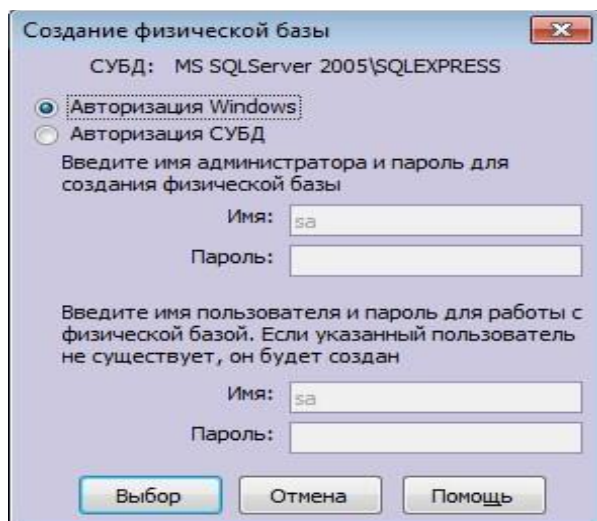 Создание физической базы
СУБД: MS SQLServer 2005\SQLEXPRESS
Авторизация Windows
Авторизация СУБД
Введите имя администратора и пароль для
создания физической базы
Имя: sa
Пароль:
Введите имя пользователя и пароль для работы с
физической базой. Если указанный пользователь
не существует, он будет создан
Имя: sa
Пароль:
Выбор Отмена Помощь